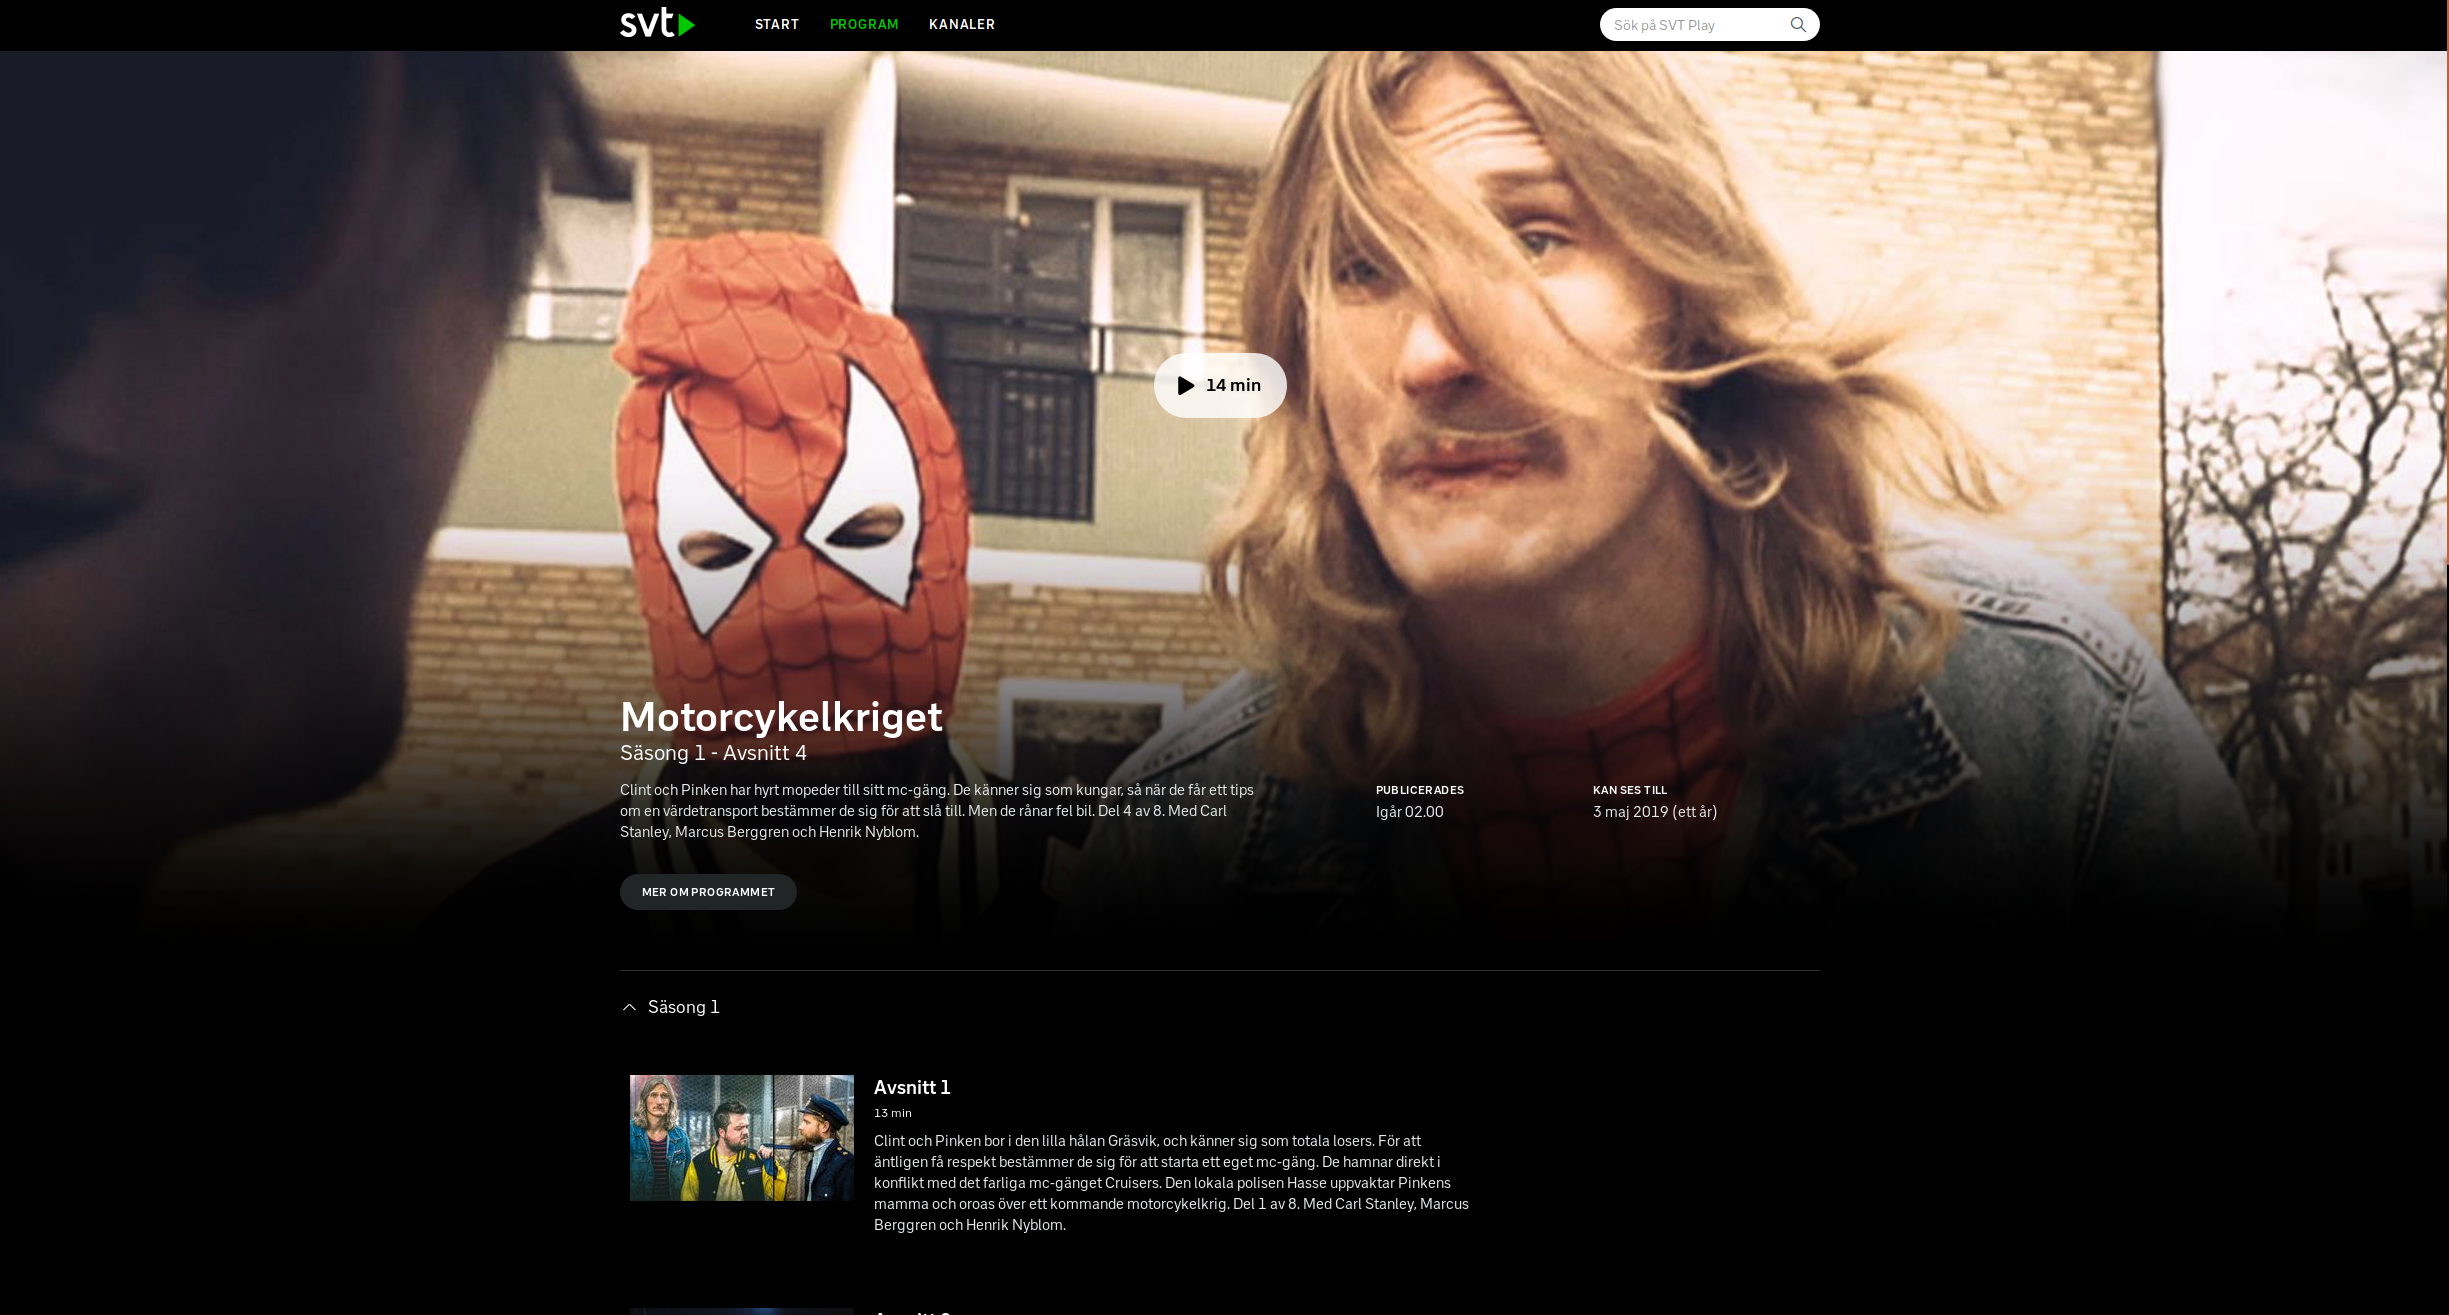 svt
START
PROGRAM
KANALER
Sök på SVT Play
14 min
Motorcykelkriget
Säsong 1 - Avsnitt 4
Clint och Pinken har hyrt mopeder till sitt mc-gäng. De känner sig som kungar, så när de får ett tips
om en värdetransport bestämmer de sig för att slå till. Men de rånar fel bil. Del 4 av 8. Med Carl
Stanley, Marcus Berggren och Henrik Nyblom.
PUBLICERADES
Igår 02.00
KAN SES TILL
3 maj 2019 (ett år)
MER OM PROGRAMMET
Säsong 1
Avsnitt 1
13 min
Clint och Pinken bor i den lilla hålan Gräsvik, och känner sig som totala losers. För att
äntligen få respekt bestämmer de sig för att starta ett eget mc-gäng. De hamnar direkt i
konflikt med det farliga mc-gänget Cruisers. Den lokala polisen Hasse uppvaktar Pinkens
mamma och oroas över ett kommande motorcykelkrig. Del 1 av 8. Med Carl Stanley, Marcus
Berggren och Henrik Nyblom.